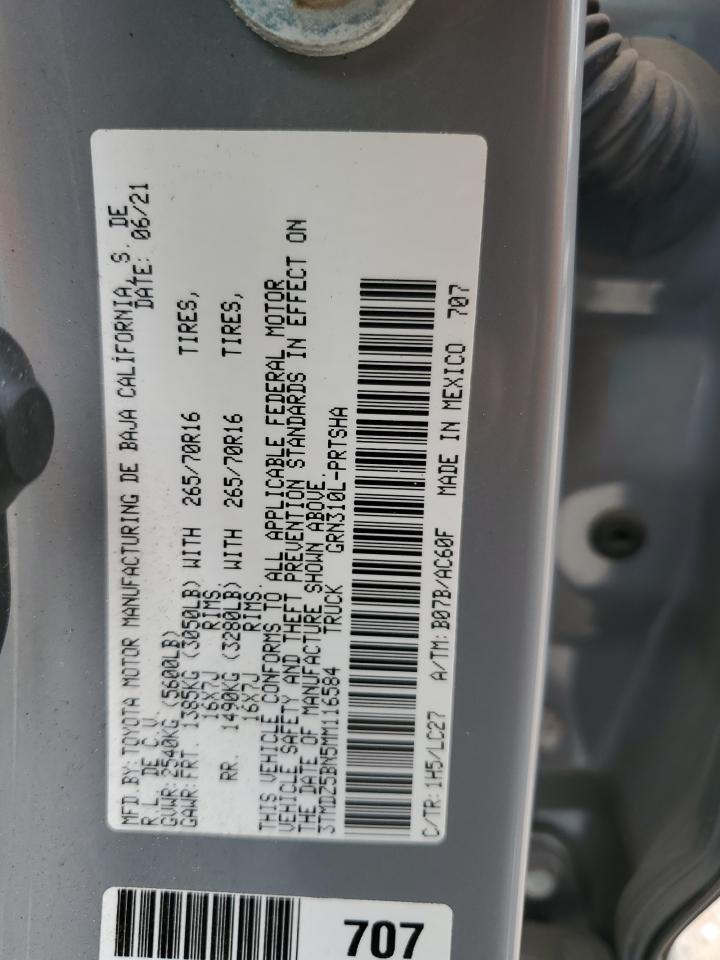 MFD.BY:TOYOTA MOTOR MANUFACTURING DE BAJA CALIFORNIA,S. DE
R.L. DE C.V. DATE: 06/21
GVWR:2540KG(5600LB)
GAWR:FRT. 1385KG (3050LB) WITH 265/70R16 TIRES,
16X7J RIMS,
RR. 1490KG (3280LB) WITH 265/70R16 TIRES,
16X7J RIMS.
THIS VEHICLE CONFORMS TO ALL APPLICABLE FEDERAL MOTOR
VEHICLE SAFETY AND THEFT PREVENTION STANDARDS IN EFFECT ON
THE DATE OF MANUFACTURE SHOWN ABOVE.
3TMDZ5BN5MM116584 TRUCK GRN310L-PRTSHA
C/TR:1H5/LC27 A/TM:B07B/AC60F MADE IN MEXICO 707
707